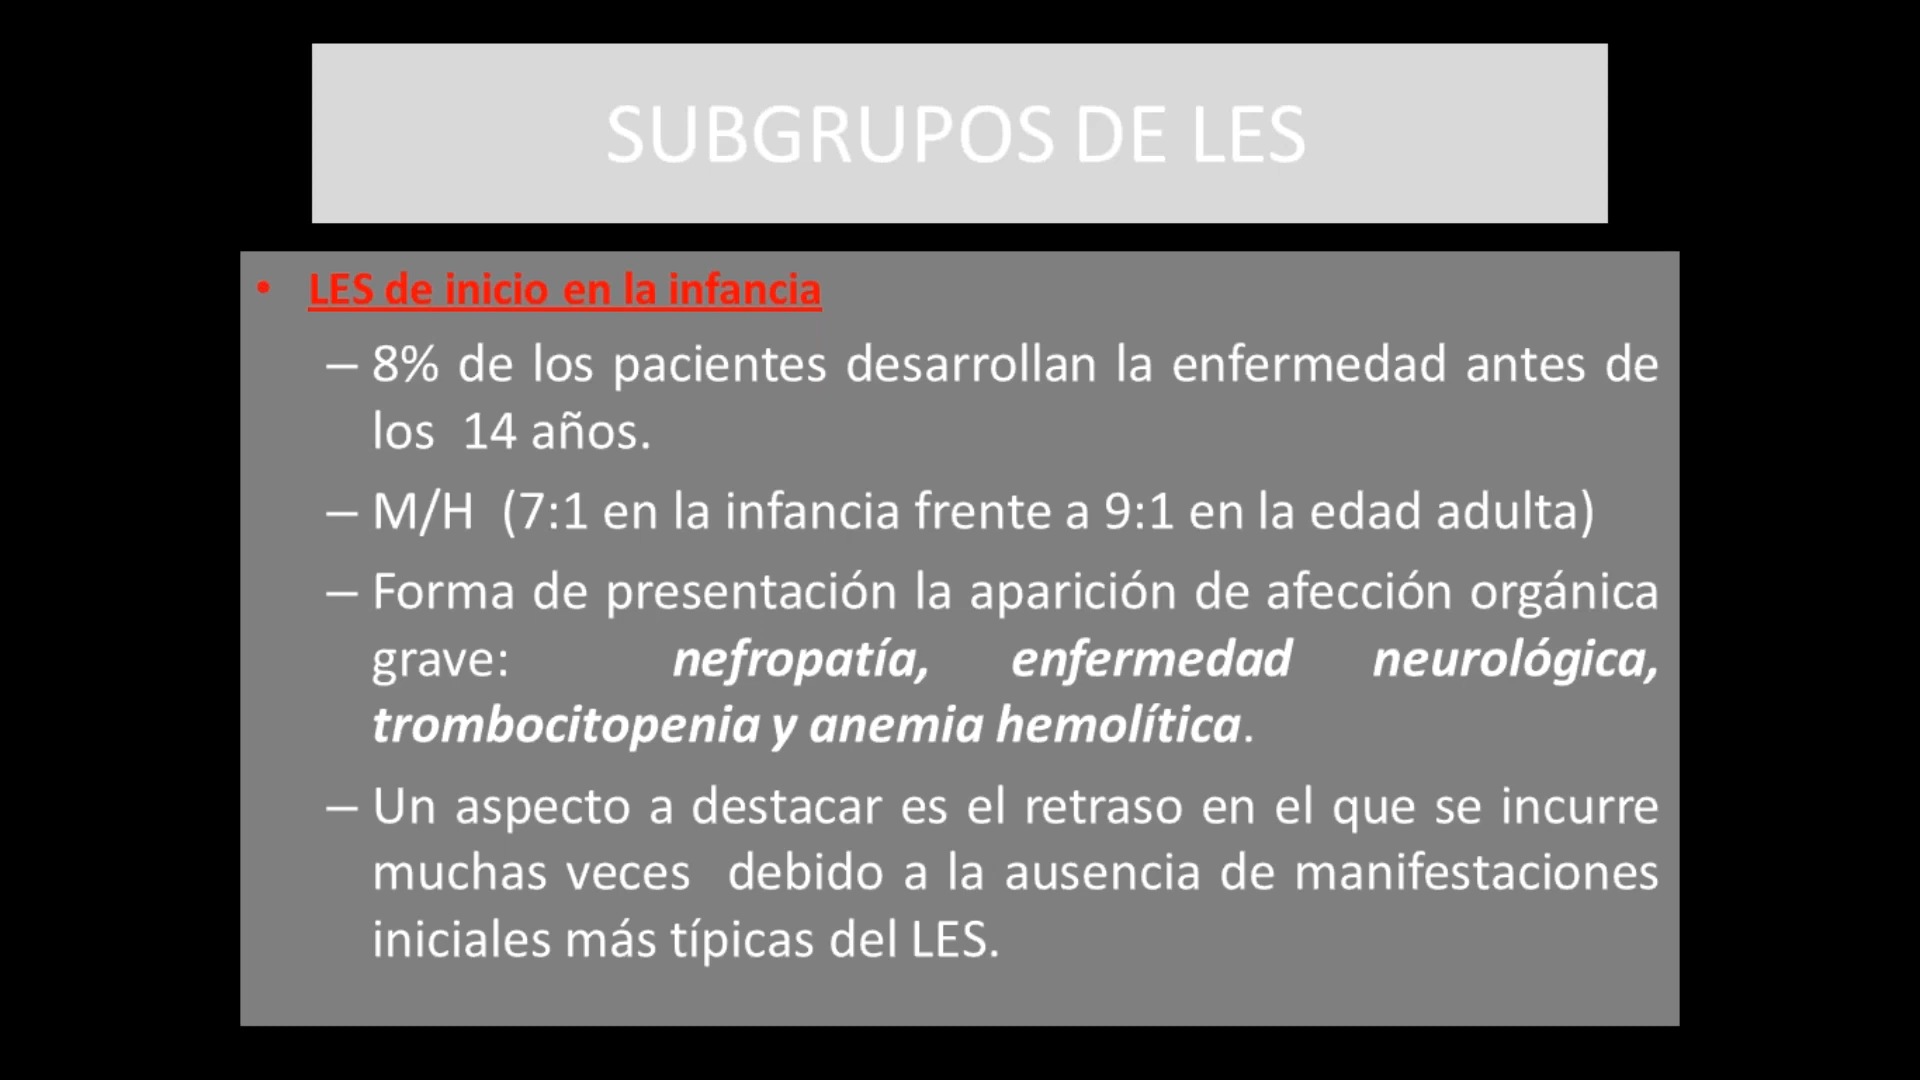 SUBGRUPOS DE LES
• LES de inicio en la infancia
– 8% de los pacientes desarrollan la enfermedad antes de
los 14 años.
– M/H (7:1 en la infancia frente a 9:1 en la edad adulta)
– Forma de presentación la aparición de afección orgánica
grave: nefropatía, enfermedad neurológica,
trombocitopenia y anemia hemolítica.
– Un aspecto a destacar es el retraso en el que se incurre
muchas veces debido a la ausencia de manifestaciones
iniciales más típicas del LES.